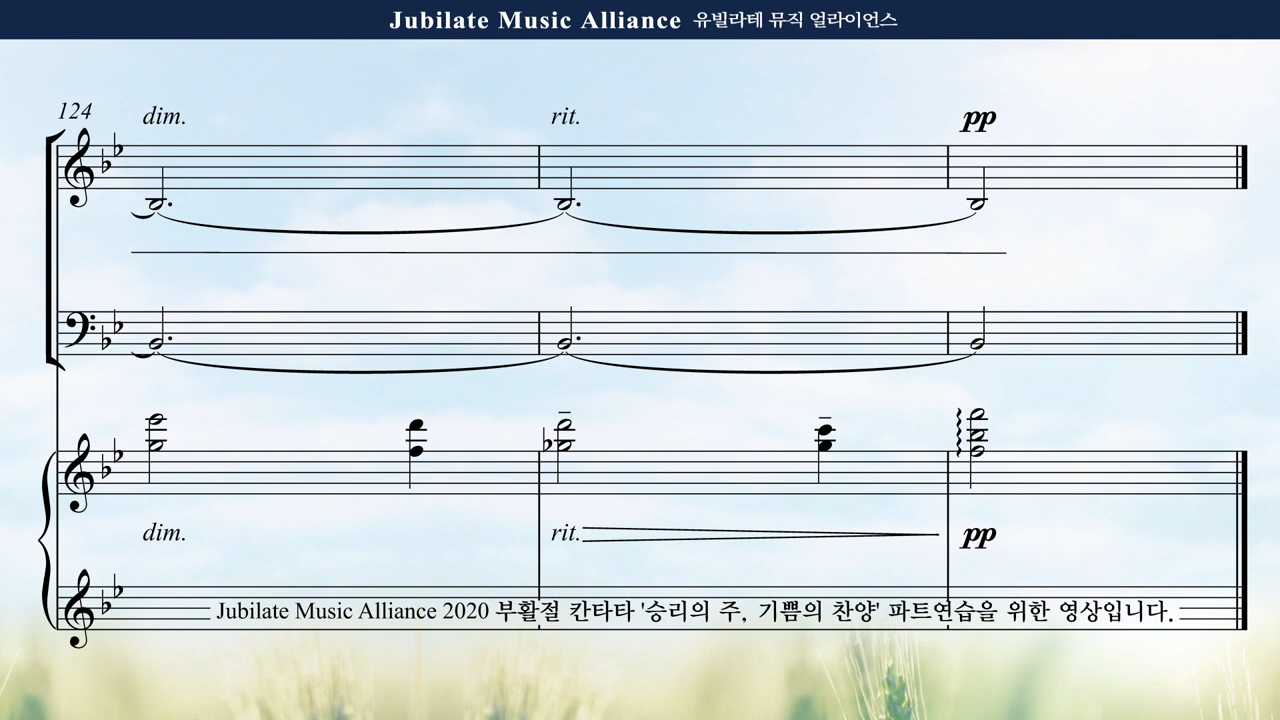 Jubilate Music Alliance 유빌라테 뮤직 얼라이언스
124 dim. rit. pp
dim. rit. pp
Jubilate Music Alliance 2020 부활절 칸타타 '승리의 주, 기쁨의 찬양' 파트연습을 위한 영상입니다.